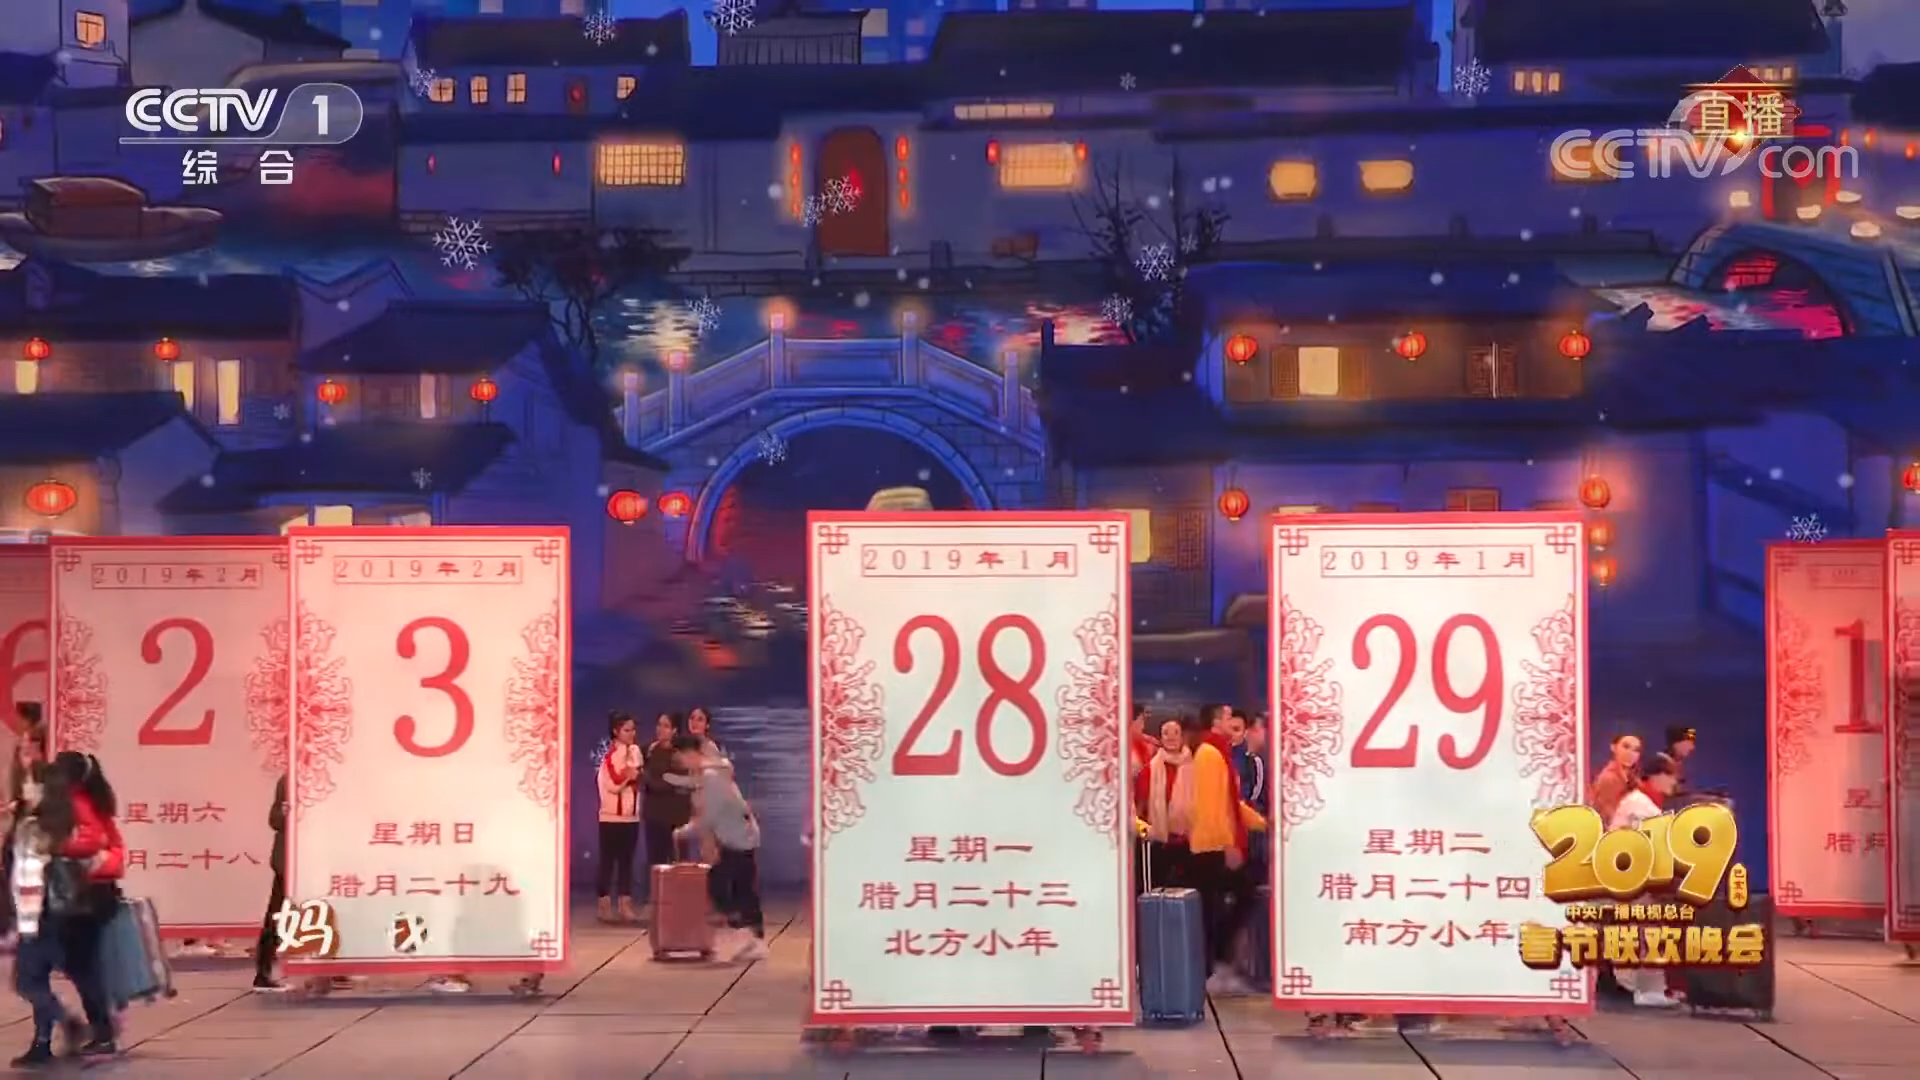 CCTV 1
综合
直播
CCTV.com
2019年2月
2
星期六
月二十八
2019年2月
3
星期日
腊月二十九
2019年1月
28
星期一
腊月二十三
北方小年
2019年1月
29
星期二
腊月二十四
南方小年
1
妈 我
2019
中央广播电视总台
春节联欢晚会